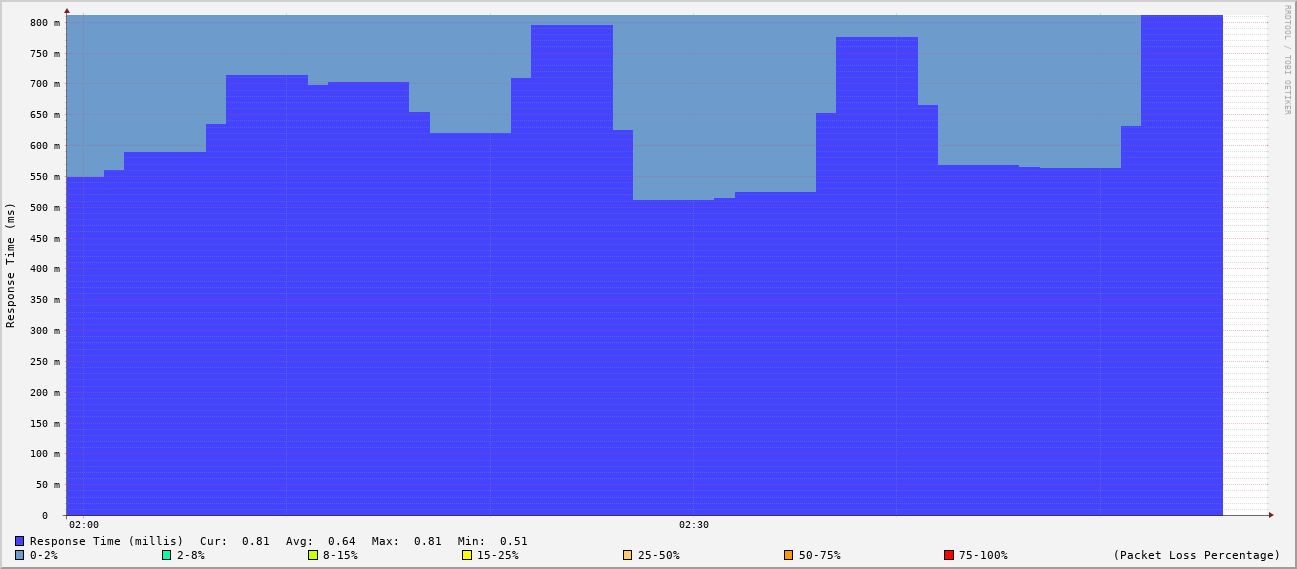 RRDTOOL / TOBI OETIKER
Response Time (ms)
800 m
750 m
700 m
650 m
600 m
550 m
500 m
450 m
400 m
350 m
300 m
250 m
200 m
150 m
100 m
50 m
0
02:00 02:30
Response Time (millis) Cur: 0.81 Avg: 0.64 Max: 0.81 Min: 0.51
0-2% 2-8% 8-15% 15-25% 25-50% 50-75% 75-100% (Packet Loss Percentage)